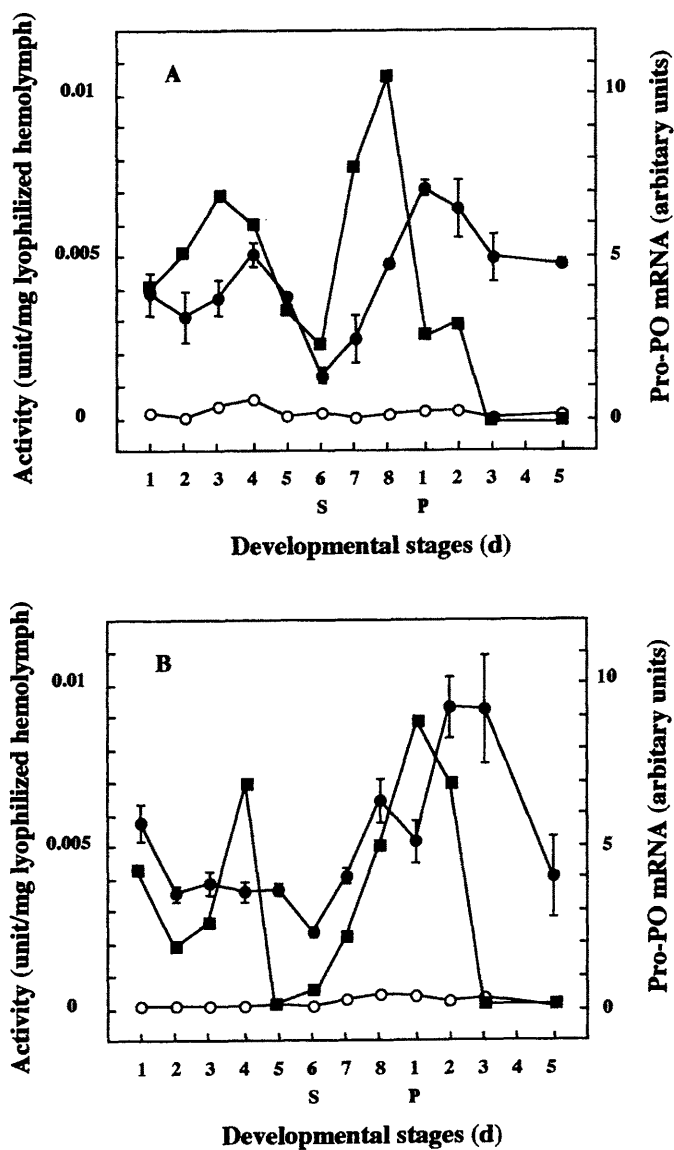 A
Activity (unit/mg lyophilized hemolymph)
0.01
0.005
0
10
5
0
Pro-PO mRNA (arbitary units)
1 2 3 4 5 6 7 8 1 2 3 4 5
S P
Developmental stages (d)
B
Activity (unit/mg lyophilized hemolymph)
0.01
0.005
0
10
5
0
Pro-PO mRNA (arbitary units)
1 2 3 4 5 6 7 8 1 2 3 4 5
S P
Developmental stages (d)